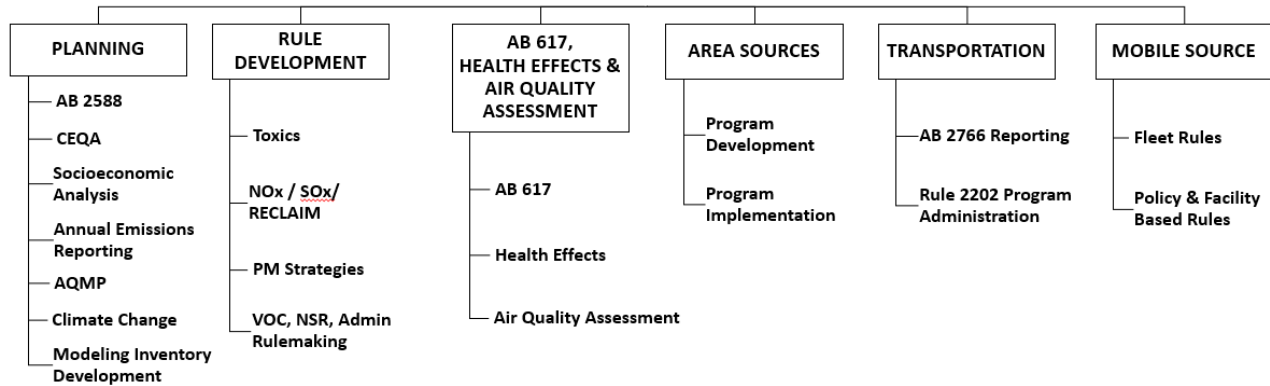 PLANNING
AB 2588
CEQA
Socioeconomic
Analysis
Annual Emissions
Reporting
AQMP
Climate Change
Modeling Inventory
Development
RULE
DEVELOPMENT
Toxics
NOx / SOx/
RECLAIM
PM Strategies
VOC, NSR, Admin
Rulemaking
AB 617,
HEALTH EFFECTS &
AIR QUALITY
ASSESSMENT
AB 617
Health Effects
Air Quality Assessment
AREA SOURCES
Program
Development
Program
Implementation
TRANSPORTATION
AB 2766 Reporting
Rule 2202 Program
Administration
MOBILE SOURCE
Fleet Rules
Policy & Facility
Based Rules